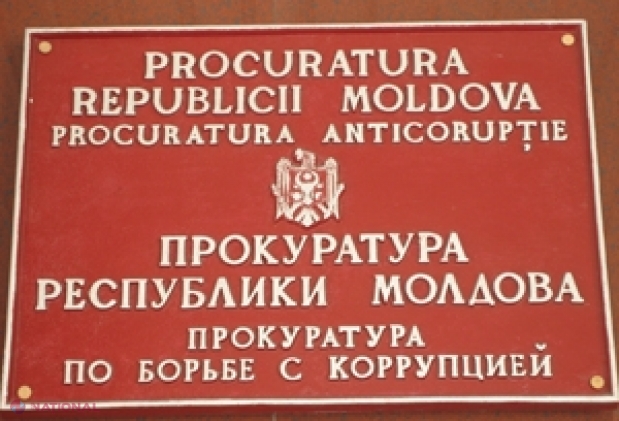 PROCURATURA
REPUBLICII MOLDOVA
PROCURATURA ANTICORUPȚIE
ПРОКУРАТУРА
РЕСПУБЛИКИ МОЛДОВА
ПРОКУРАТУРА
ПО БОРЬБЕ С КОРРУПЦИЕЙ